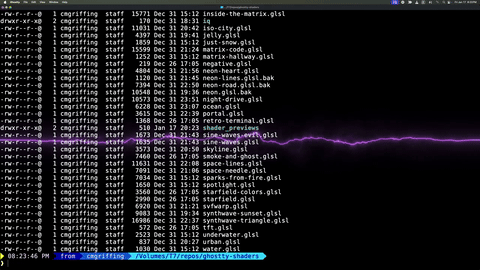 -rw-r--r--@ 1 cmgriffing staff 15771 Dec 31 15:12 inside-the-matrix.glsl
drwxr-xr-x@ 2 cmgriffing staff 170 Dec 31 18:31 iq
-rw-r--r--@ 1 cmgriffing staff 11031 Dec 31 20:42 iso-city.glsl
-rw-r--r--@ 1 cmgriffing staff 4397 Dec 31 19:41 jelly.glsl
-rw-r--r--@ 1 cmgriffing staff 1859 Dec 31 15:12 just-snow.glsl
-rw-r--r--@ 1 cmgriffing staff 15599 Dec 31 21:24 matrix-code.glsl
-rw-r--r--@ 1 cmgriffing staff 1252 Dec 31 15:12 matrix-hallway.glsl
-rw-r--r--@ 1 cmgriffing staff 219 Dec 26 17:05 negative.glsl
-rw-r--r--@ 1 cmgriffing staff 4804 Dec 31 21:56 neon-heart.glsl
-rw-r--r--@ 1 cmgriffing staff 1120 Dec 31 21:45 neon-lines.glsl.bak
-rw-r--r--@ 1 cmgriffing staff 7394 Dec 31 22:50 neon-road.glsl.bak
-rw-r--r--@ 1 cmgriffing staff 10548 Dec 31 19:36 neon.glsl.bak
-rw-r--r--@ 1 cmgriffing staff 10573 Dec 31 23:51 night-drive.glsl
-rw-r--r--@ 1 cmgriffing staff 6228 Dec 31 23:07 ocean.glsl
-rw-r--r--@ 1 cmgriffing staff 3615 Dec 31 22:39 portal.glsl
-rw-r--r--@ 1 cmgriffing staff 1360 Dec 26 17:05 retro-terminal.glsl
drwxr-xr-x@ 1 cmgriffing staff 510 Jan 17 20:23 shader_previews
-rw-r--r--@ 1 cmgriffing staff 1673 Dec 31 21:43 sine-waves-evil.glsl
-rw-r--r--@ 1 cmgriffing staff 1635 Dec 31 21:43 sine-waves.glsl
-rw-r--r--@ 1 cmgriffing staff 3573 Dec 31 20:50 skyline.glsl
-rw-r--r--@ 1 cmgriffing staff 7460 Dec 26 17:05 smoke-and-ghost.glsl
-rw-r--r--@ 1 cmgriffing staff 11631 Dec 31 22:08 space-lines.glsl
-rw-r--r--@ 1 cmgriffing staff 7091 Dec 31 21:06 space-needle.glsl
-rw-r--r--@ 1 cmgriffing staff 7034 Dec 31 15:12 sparks-from-fire.glsl
-rw-r--r--@ 1 cmgriffing staff 1650 Dec 31 15:12 spotlight.glsl
-rw-r--r--@ 1 cmgriffing staff 3560 Dec 26 17:05 starfield-colors.glsl
-rw-r--r--@ 1 cmgriffing staff 2990 Dec 26 17:05 starfield.glsl
-rw-r--r--@ 1 cmgriffing staff 6920 Dec 31 21:21 svfwarp.glsl
-rw-r--r--@ 1 cmgriffing staff 9083 Dec 31 19:34 synthwave-sunset.glsl
-rw-r--r--@ 1 cmgriffing staff 16986 Dec 31 22:37 synthwave-triangle.glsl
-rw-r--r--@ 1 cmgriffing staff 572 Dec 26 17:05 tft.glsl
-rw-r--r--@ 1 cmgriffing staff 2523 Dec 31 15:12 underwater.glsl
-rw-r--r--@ 1 cmgriffing staff 837 Dec 31 20:27 urban.glsl
-rw-r--r--@ 1 cmgriffing staff 1030 Dec 31 15:12 water.glsl
08:23:46 PM from cmgriffing /Volumes/T7/repos/ghostty-shaders